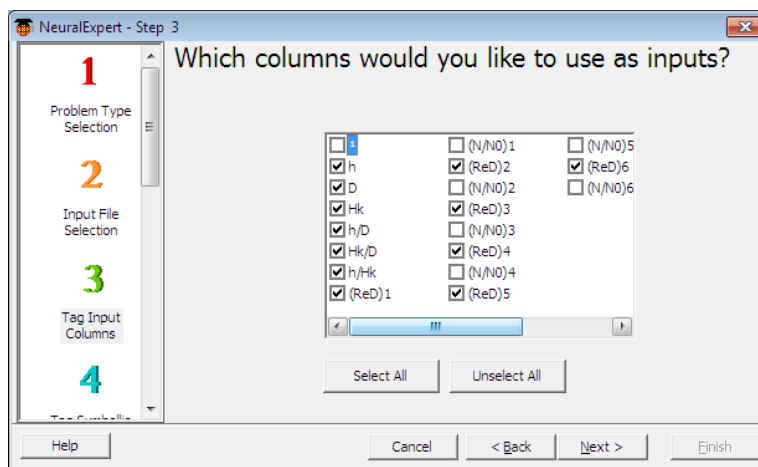 NeuralExpert - Step 3
Which columns would you like to use as inputs?
1
Problem Type
Selection
2
Input File
Selection
3
Tag Input
Columns
4
1
h
D
Hk
h/D
Hk/D
h/Hk
(ReD)1
(N/N0)1
(ReD)2
(N/N0)2
(ReD)3
(N/N0)3
(ReD)4
(N/N0)4
(ReD)5
(N/N0)5
(ReD)6
(N/N0)6
Select All
Unselect All
Help
Cancel
< Back
Next >
Finish